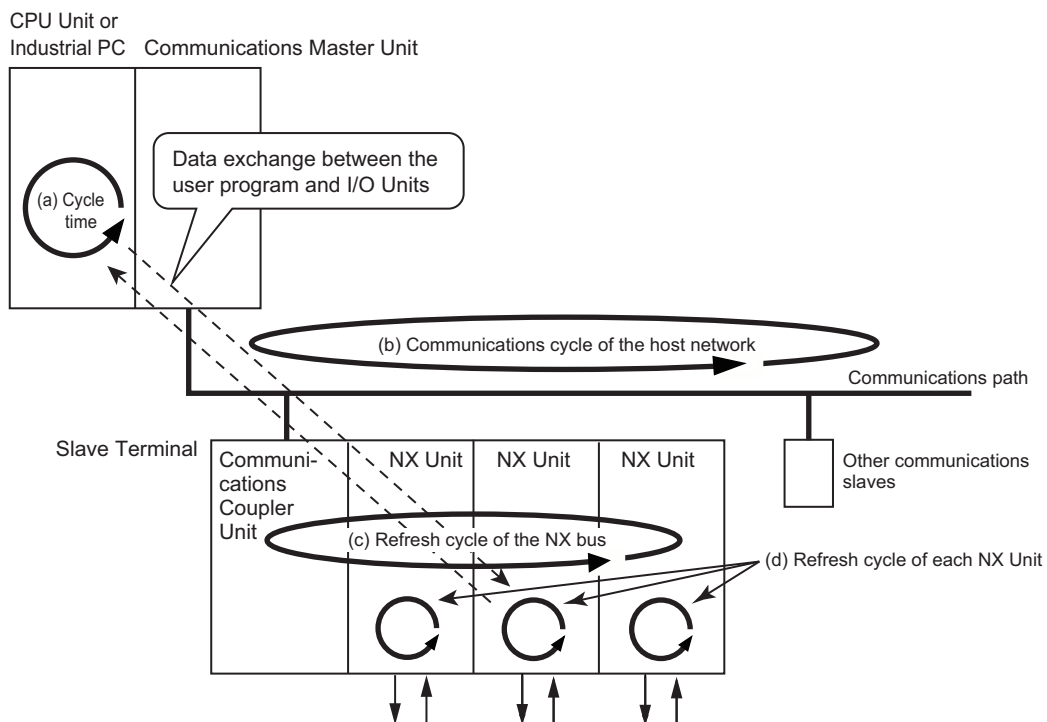 CPU Unit or
Industrial PC
Communications Master Unit
Data exchange between the
user program and I/O Units
(a) Cycle
time
(b) Communications cycle of the host network
Communications path
Slave Terminal
Communi-
cations
Coupler
Unit
NX Unit
NX Unit
NX Unit
Other communications
slaves
(c) Refresh cycle of the NX bus
(d) Refresh cycle of each NX Unit